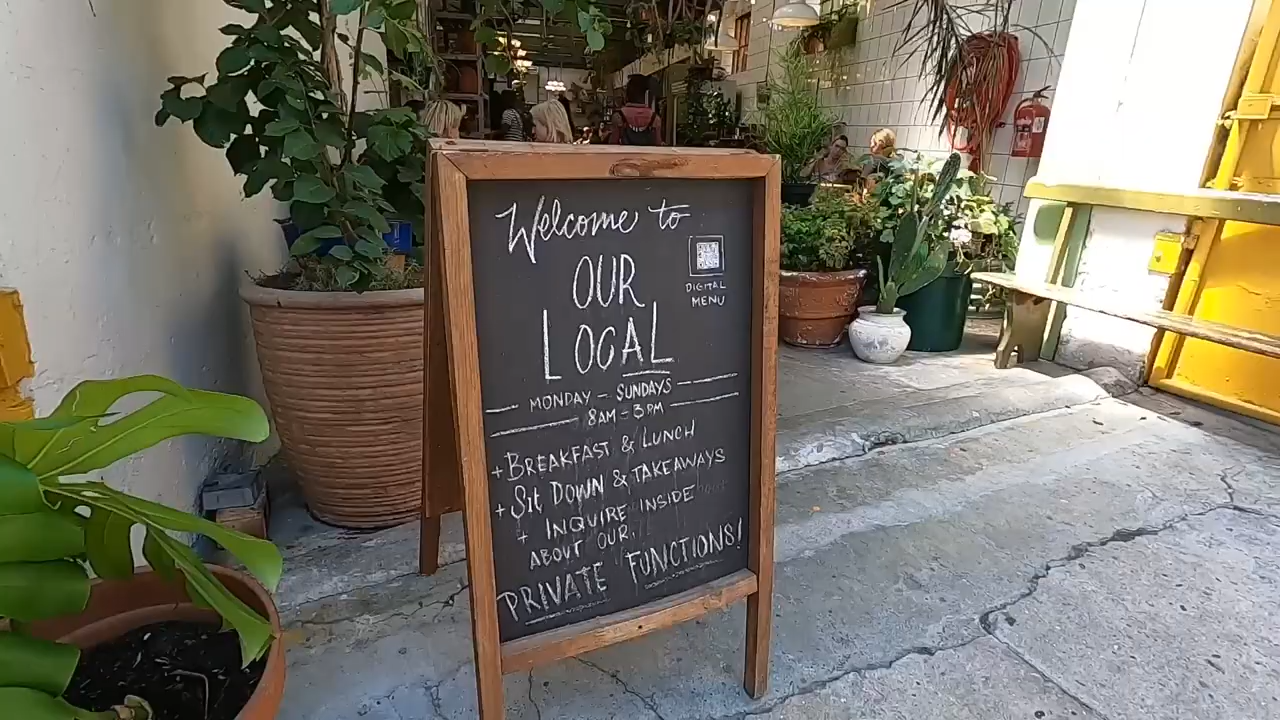 Welcome to
OUR
LOCAL
DIGITAL
MENU
MONDAY - SUNDAYS
8AM - 3PM
+ BREAKFAST & LUNCH
+ Sit DOWN & TAKEAWAYS
+ INQUIRE INSIDE
ABOUT OUR
PRIVATE FUNCTIONS!